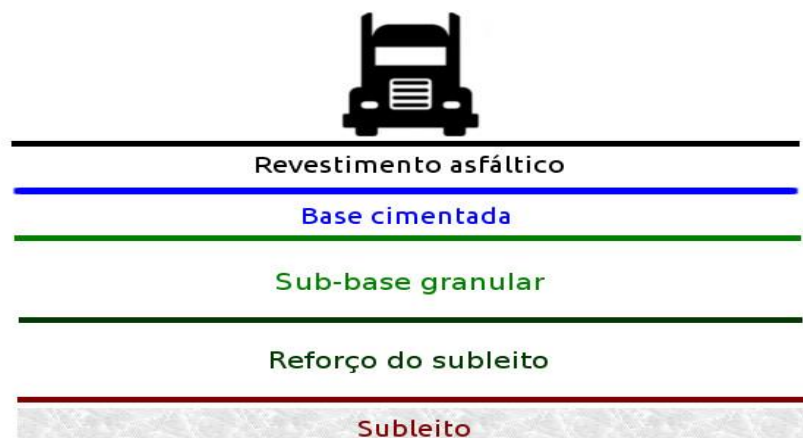 Revestimento asfáltico
Base cimentada
Sub-base granular
Reforço do subleito
Subleito